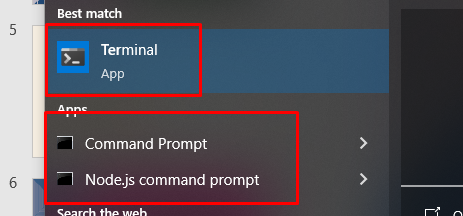 Best match
5
Terminal
App
Apps
Command Prompt
Node.js command prompt
6
Search the web